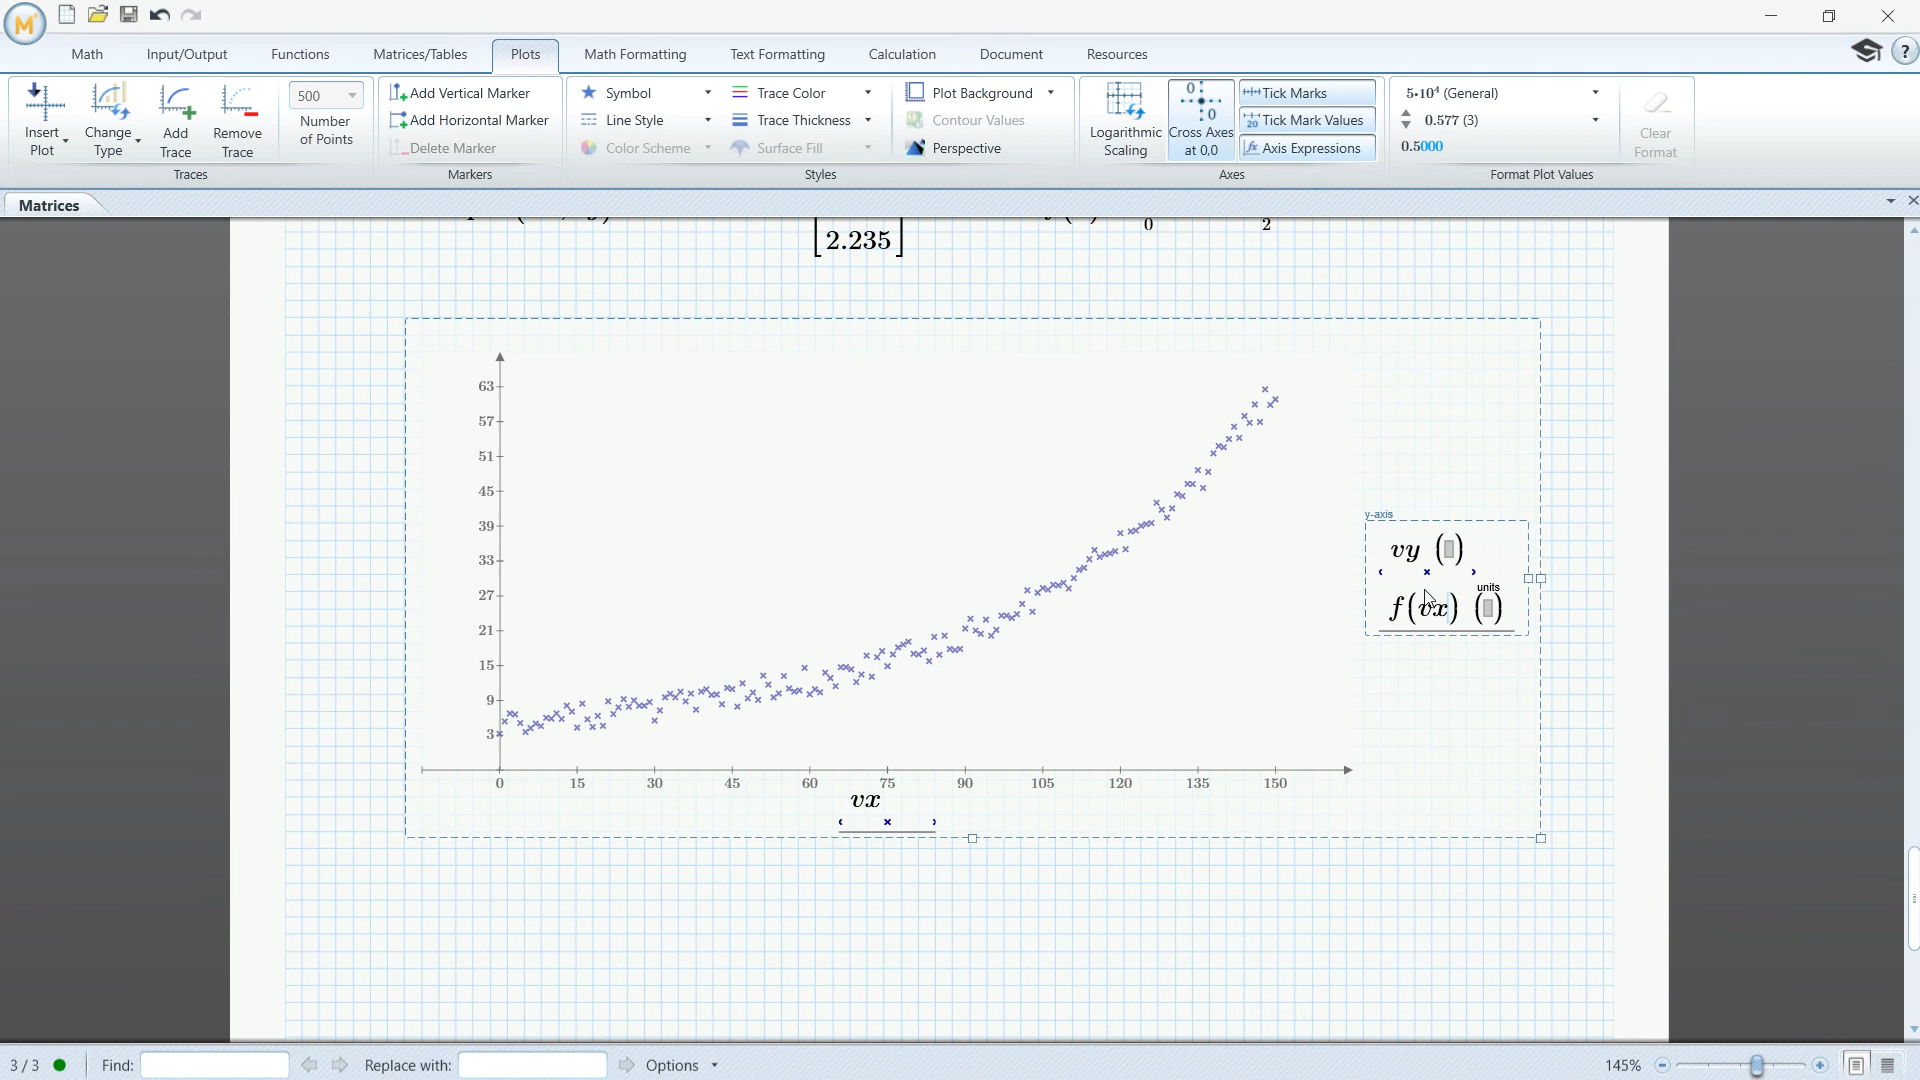 Math Input/Output Functions Matrices/Tables Plots Math Formatting Text Formatting Calculation Document Resources
Insert Plot
Change Type
Add Trace
Remove Trace
500
Number of Points
Traces
Add Vertical Marker
Add Horizontal Marker
Delete Marker
Markers
Symbol
Line Style
Color Scheme
Trace Color
Trace Thickness
Surface Fill
Plot Background
Contour Values
Perspective
Styles
Logarithmic Scaling
Cross Axes at 0,0
Tick Marks
Tick Mark Values
Axis Expressions
Axes
5•10⁴ (General)
0.577 (3)
0.5000
Format Plot Values
Clear Format
Matrices
2.235
0
2
63
57
51
45
39
33
27
21
15
9
3
0 15 30 45 60 75 90 105 120 135 150
vx
y-axis
vy ()
units
f(vx) ()
3 / 3 Find: Replace with: Options 145%